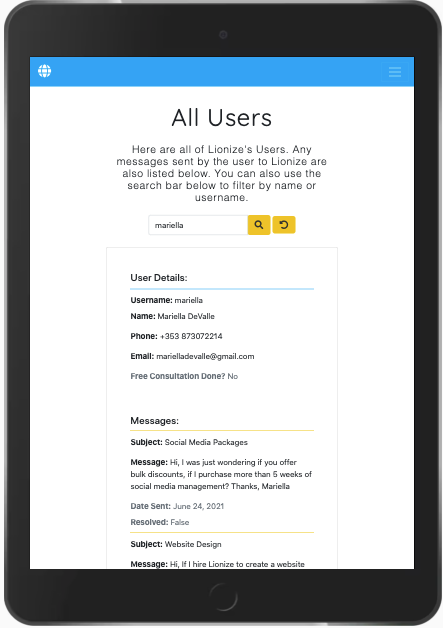 All Users
Here are all of Lionize's Users. Any
messages sent by the user to Lionize are
also listed below. You can also use the
search bar below to filter by name or
username.
mariella
User Details:
Username: mariella
Name: Mariella DeValle
Phone: +353 873072214
Email: marielladevalle@gmail.com
Free Consultation Done? No
Messages:
Subject: Social Media Packages
Message: Hi, I was just wondering if you offer
bulk discounts, if I purchase more than 5 weeks of
social media management? Thanks, Mariella
Date Sent: June 24, 2021
Resolved: False
Subject: Website Design
Message: Hi, If I hire Lionize to create a website